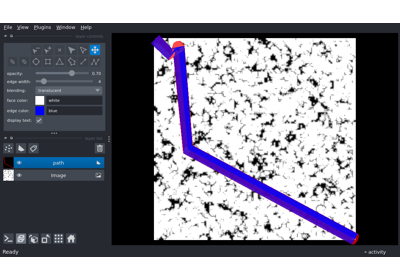 File View Plugins Window Help
opacity: 0.70
edge width:
blending: translucent
face color: white
edge color: blue
display text:
path
Image
Ready
activity